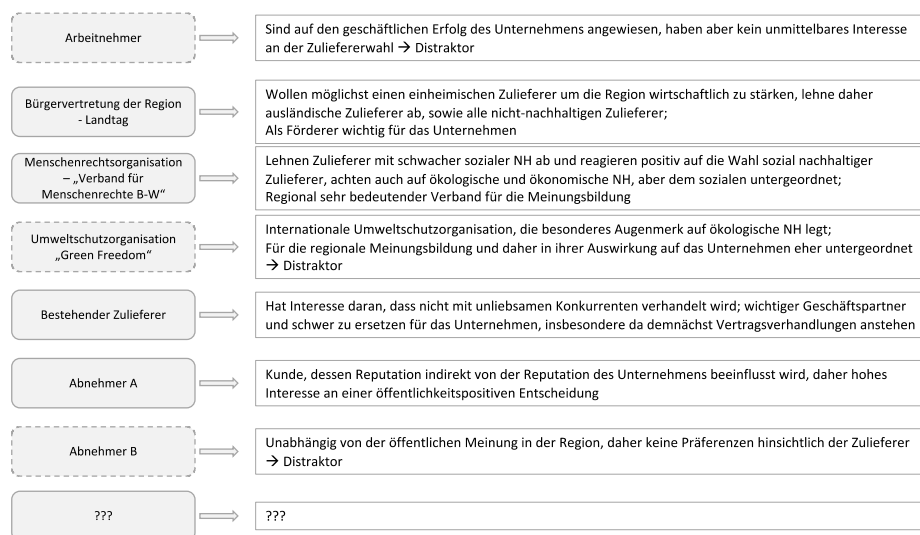 Arbeitnehmer
Sind auf den geschäftlichen Erfolg des Unternehmens angewiesen, haben aber kein unmittelbares Interesse
an der Zuliefererwahl → Distraktor
Bürgervertretung der Region
- Landtag
Wollen möglichst einen einheimischen Zulieferer um die Region wirtschaftlich zu stärken, lehne daher
ausländische Zulieferer ab, sowie alle nicht-nachhaltigen Zulieferer;
Als Förderer wichtig für das Unternehmen
Menschenrechtsorganisation
– „Verband für
Menschenrechte B-W“
Lehnen Zulieferer mit schwacher sozialer NH ab und reagieren positiv auf die Wahl sozial nachhaltiger
Zulieferer, achten auch auf ökologische und ökonomische NH, aber dem sozialen untergeordnet;
Regional sehr bedeutender Verband für die Meinungsbildung
Umweltschutzorganisation
„Green Freedom“
Internationale Umweltschutzorganisation, die besonderes Augenmerk auf ökologische NH legt;
Für die regionale Meinungsbildung und daher in ihrer Auswirkung auf das Unternehmen eher untergeordnet
→ Distraktor
Bestehender Zulieferer
Hat Interesse daran, dass nicht mit unliebsamen Konkurrenten verhandelt wird; wichtiger Geschäftspartner
und schwer zu ersetzen für das Unternehmen, insbesondere da demnächst Vertragsverhandlungen anstehen
Abnehmer A
Kunde, dessen Reputation indirekt von der Reputation des Unternehmens beeinflusst wird, daher hohes
Interesse an einer öffentlichkeitspositiven Entscheidung
Abnehmer B
Unabhängig von der öffentlichen Meinung in der Region, daher keine Präferenzen hinsichtlich der Zulieferer
→ Distraktor
???
???